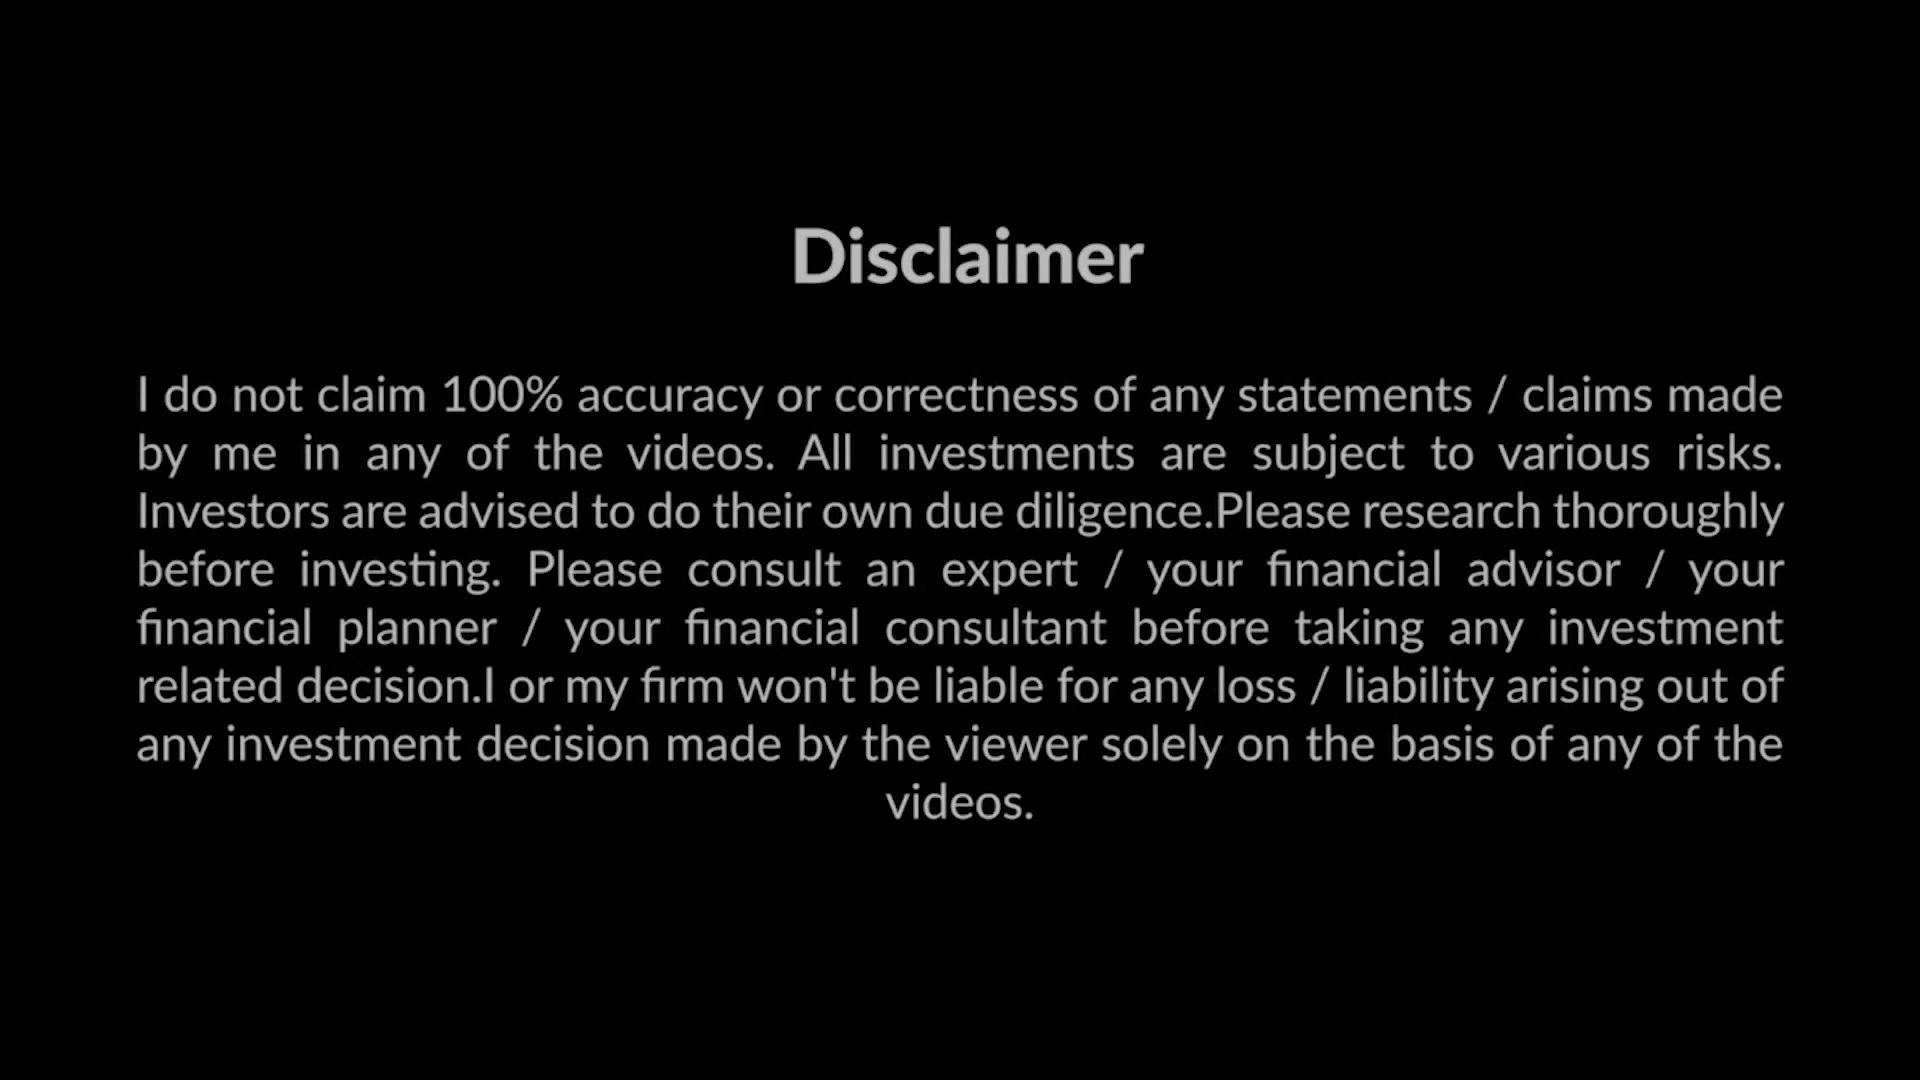 Disclaimer
I do not claim 100% accuracy or correctness of any statements / claims made
by me in any of the videos. All investments are subject to various risks.
Investors are advised to do their own due diligence.Please research thoroughly
before investing. Please consult an expert / your financial advisor / your
financial planner / your financial consultant before taking any investment
related decision.I or my firm won't be liable for any loss / liability arising out of
any investment decision made by the viewer solely on the basis of any of the
videos.